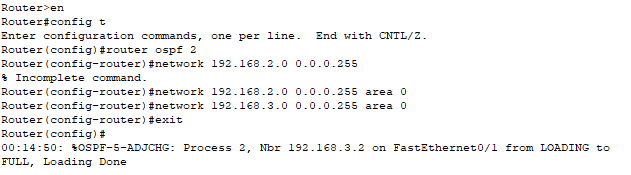 Router>en
Router#config t
Enter configuration commands, one per line.  End with CNTL/Z.
Router(config)#router ospf 2
Router(config-router)#network 192.168.2.0 0.0.0.255
% Incomplete command.
Router(config-router)#network 192.168.2.0 0.0.0.255 area 0
Router(config-router)#network 192.168.3.0 0.0.0.255 area 0
Router(config-router)#exit
Router(config)#
00:14:50: %OSPF-5-ADJCHG: Process 2, Nbr 192.168.3.2 on FastEthernet0/1 from LOADING to
FULL, Loading Done